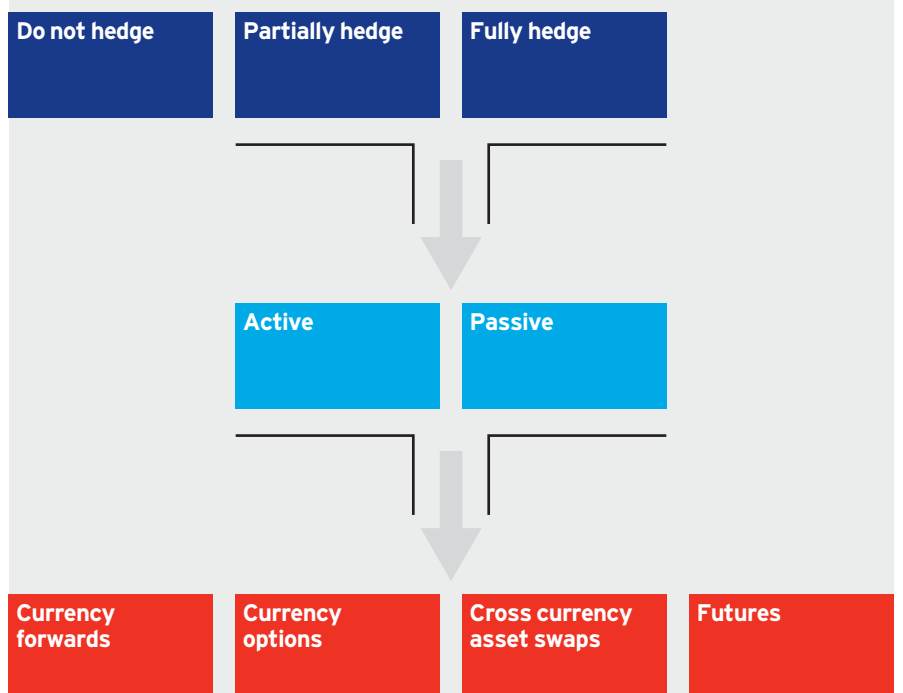 Do not hedge
Partially hedge
Fully hedge
Active
Passive
Currency
forwards
Currency
options
Cross currency
asset swaps
Futures